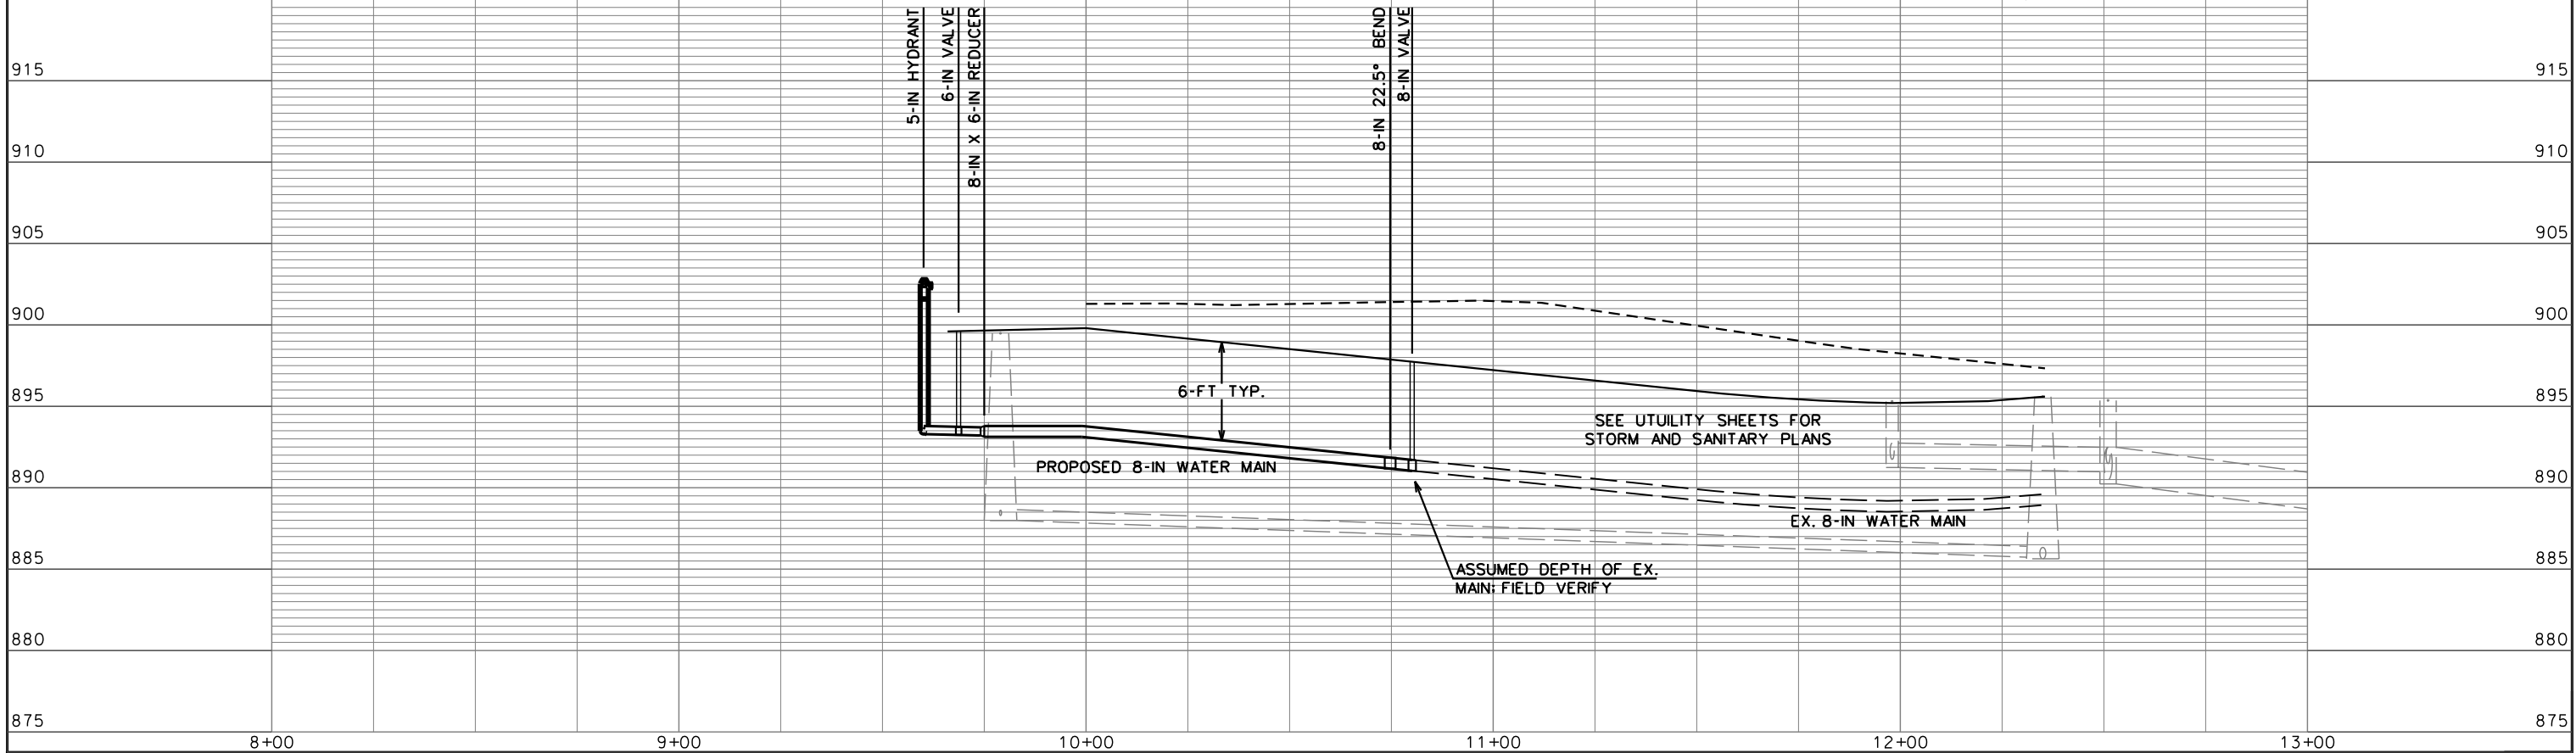 5-IN HYDRANT
6-IN VALVE
8-IN X 6-IN REDUCER
8-IN 22.5° BEND
8-IN VALVE
915
915
910
910
905
905
900
900
895
895
6-FT TYP.
SEE UTUILITY SHEETS FOR
STORM AND SANITARY PLANS
PROPOSED 8-IN WATER MAIN
890
890
EX. 8-IN WATER MAIN
885
885
ASSUMED DEPTH OF EX.
MAIN; FIELD VERIFY
880
880
875
875
8+00
9+00
10+00
11+00
12+00
13+00